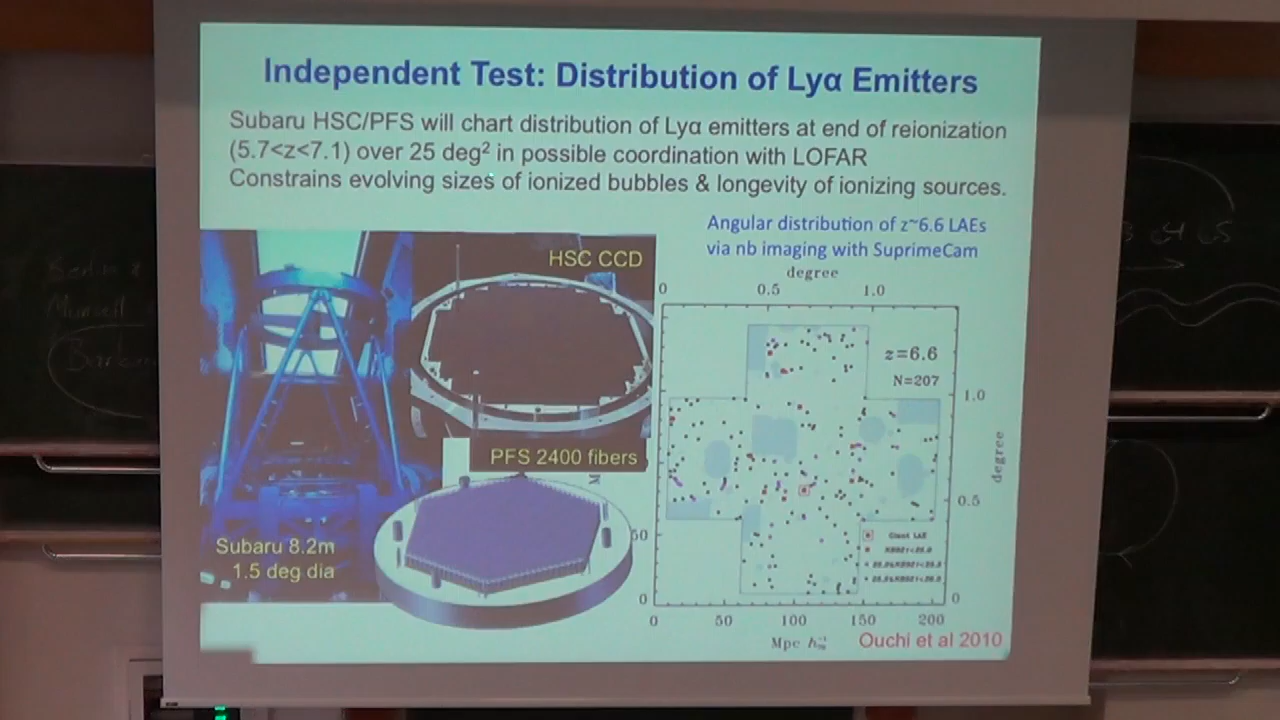 Independent Test: Distribution of Lyα Emitters
Subaru HSC/PFS will chart distribution of Lyα emitters at end of reionization
(5.7<z<7.1) over 25 deg² in possible coordination with LOFAR
Constrains evolving sizes of ionized bubbles & longevity of ionizing sources.
Angular distribution of z~6.6 LAEs
via nb imaging with SuprimeCam
HSC CCD
PFS 2400 fibers
Subaru 8.2m
1.5 deg dia
degree
0 0.5 1.0
z=6.6
N=207
1.0
degree
0.5
0
Giant LAE
50
0
0 50 100 150 200
Mpc
Ouchi et al 2010